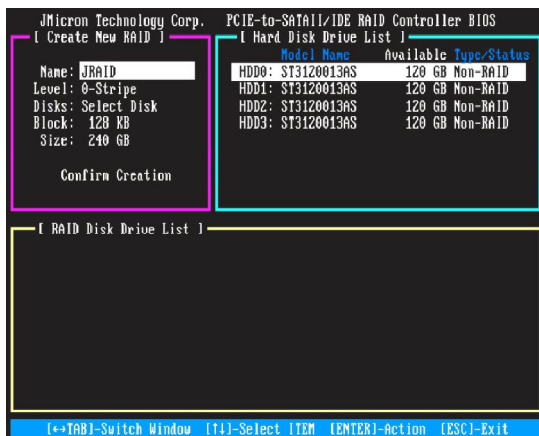 JMicron Technology Corp. PCIE-to-SATAII/IDE RAID Controller BIOS
[ Create New RAID ]
Name: JRAID
Level: 0-Stripe
Disks: Select Disk
Block: 128 KB
Size: 240 GB
Confirm Creation
[ Hard Disk Drive List ]
Model Name Available Type/Status
HDD0: ST3120013AS 120 GB Non-RAID
HDD1: ST3120013AS 120 GB Non-RAID
HDD2: ST3120013AS 120 GB Non-RAID
HDD3: ST3120013AS 120 GB Non-RAID
[ RAID Disk Drive List ]
[↔TAB]-Switch Window [↑↓]-Select ITEM [ENTER]-Action [ESC]-Exit